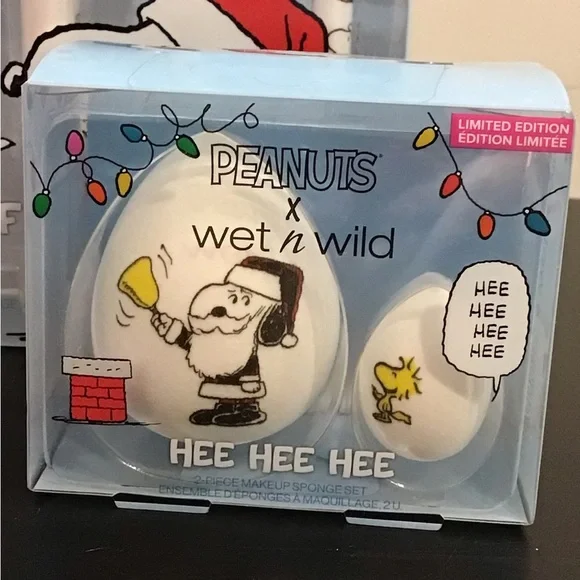 LIMITED EDITION
ÉDITION LIMITÉE
PEANUTS
X
wet n wild
HEE
HEE
HEE
HEE
HEE HEE HEE
2-PIECE MAKEUP SPONGE SET
ENSEMBLE D'ÉPONGES À MAQUILLAGE, 2 U.
F